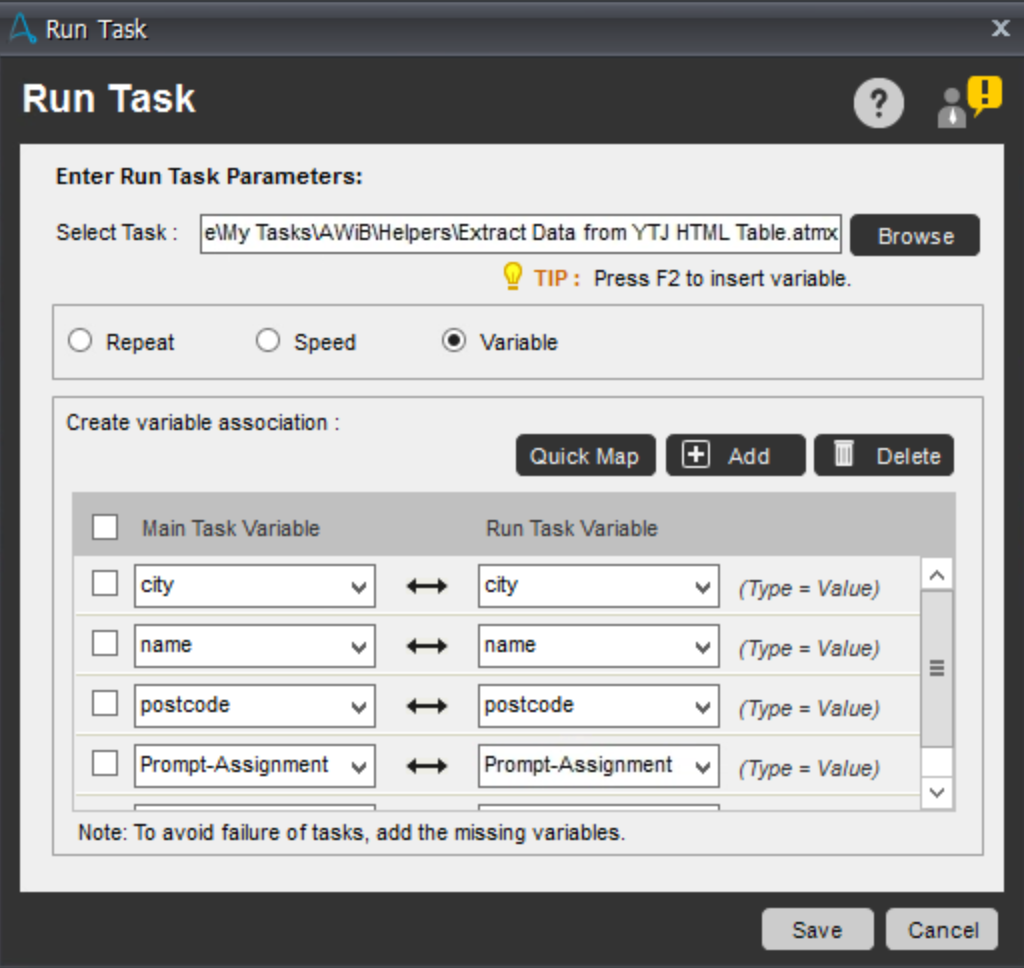 Run Task
Run Task
Enter Run Task Parameters:
Select Task : e\My Tasks\AWiB\Helpers\Extract Data from YTJ HTML Table.atmx Browse
TIP : Press F2 to insert variable.
Repeat Speed Variable
Create variable association :
Quick Map Add Delete
Main Task Variable Run Task Variable
city city (Type = Value)
name name (Type = Value)
postcode postcode (Type = Value)
Prompt-Assignment Prompt-Assignment (Type = Value)
Note: To avoid failure of tasks, add the missing variables.
Save Cancel